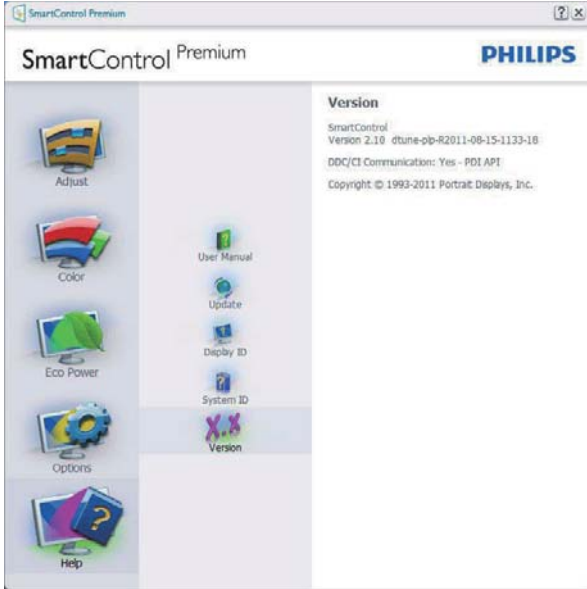 SmartControl Premium
SmartControl Premium
PHILIPS
Adjust
Color
Eco Power
Options
Help
User Manual
Update
Display ID
System ID
X.X
Version
Version
SmartControl
Version 2.10 dtune-plp-R2011-08-15-1133-18
DDC/CI Communication: Yes - PDI API
Copyright © 1993-2011 Portrait Displays, Inc.